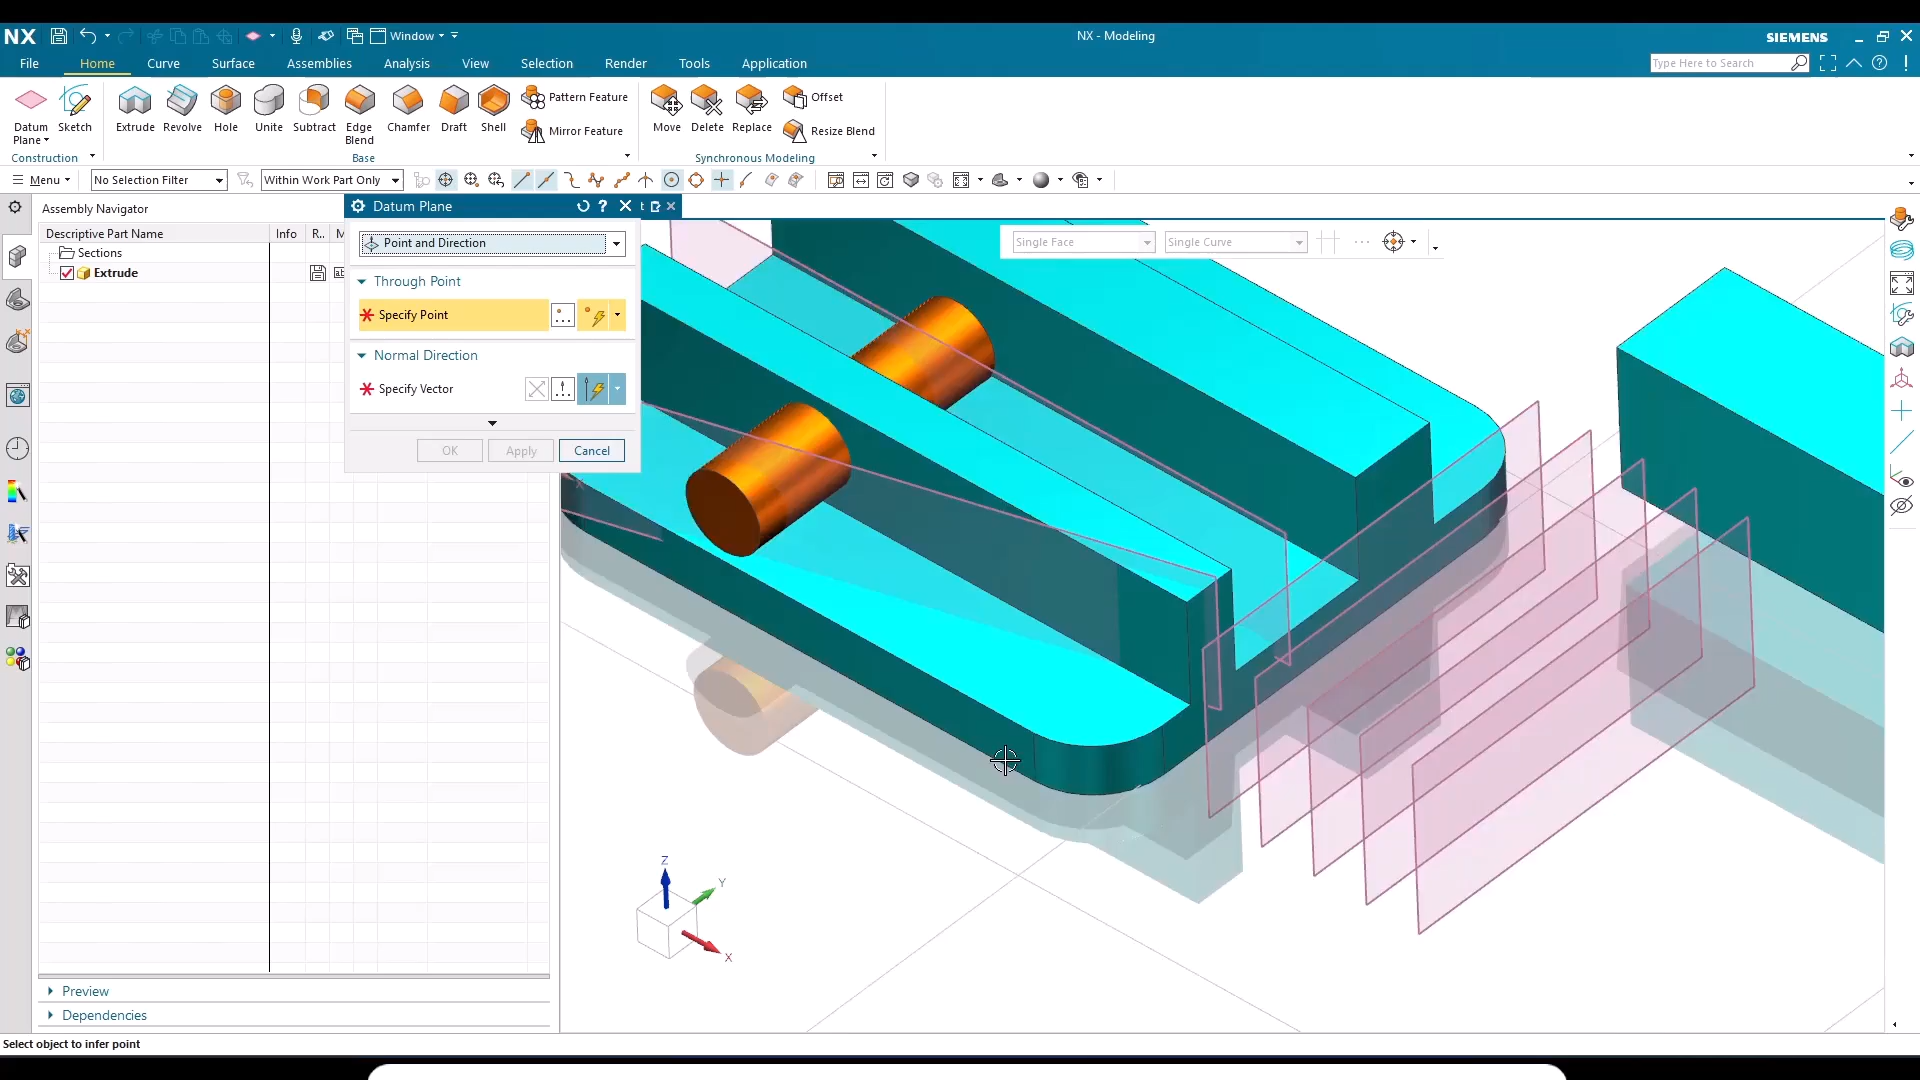 NX
Window
NX - Modeling
SIEMENS
File
Home
Curve
Surface
Assemblies
Analysis
View
Selection
Render
Tools
Application
Type Here to Search
Datum Plane
Sketch
Extrude
Revolve
Hole
Unite
Subtract
Edge Blend
Chamfer
Draft
Shell
Pattern Feature
Mirror Feature
Move
Delete
Replace
Offset
Resize Blend
Construction
Base
Synchronous Modeling
Menu
No Selection Filter
Within Work Part Only
Assembly Navigator
Descriptive Part Name
Info
R..
M
Sections
Extrude
Datum Plane
?
t
Point and Direction
Through Point
Specify Point
Normal Direction
Specify Vector
OK
Apply
Cancel
Single Face
Single Curve
X
Z
Y
X
Preview
Dependencies
Select object to infer point